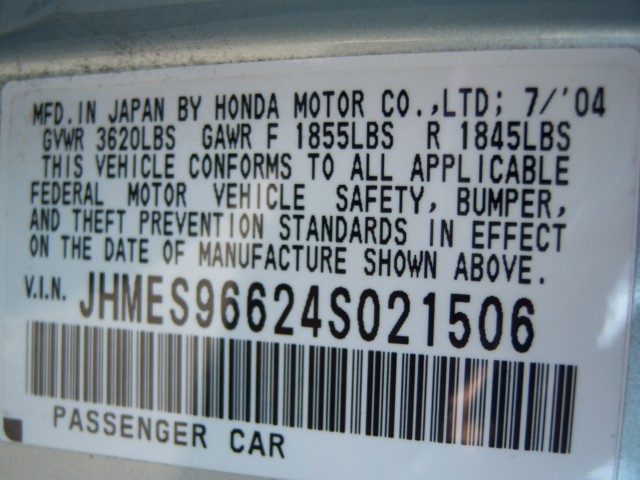 MFD.IN JAPAN BY HONDA MOTOR CO.,LTD; 7/'04
GVWR 3620LBS GAWR F 1855LBS R 1845LBS
THIS VEHICLE CONFORMS TO ALL APPLICABLE
FEDERAL MOTOR VEHICLE SAFETY, BUMPER,
AND THEFT PREVENTION STANDARDS IN EFFECT
ON THE DATE OF MANUFACTURE SHOWN ABOVE.
V.I.N. JHMES96624S021506
PASSENGER CAR